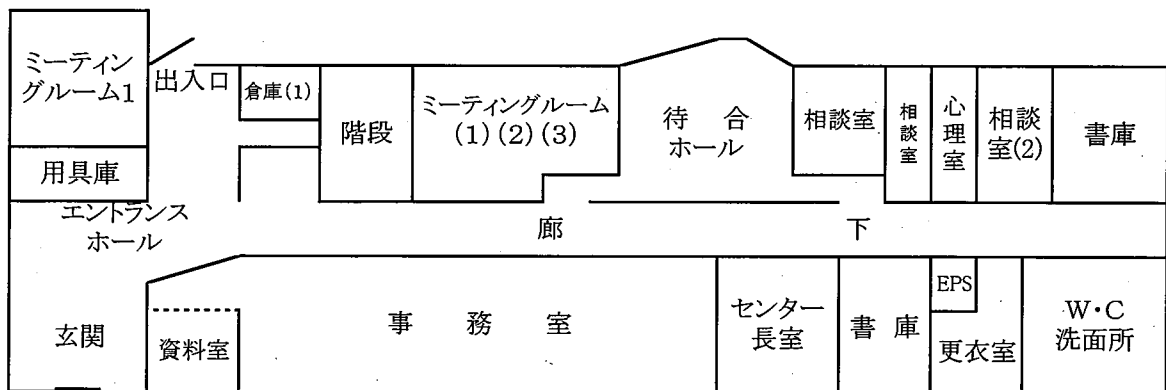 ミーティン
グルーム1
出入口
倉庫(1)
階段
ミーティングルーム
(1)(2)(3)
待 合
ホール
相談室
相
談
室
心
理
室
相談
室(2)
書庫
用具庫
エントランス
ホール
廊 下
玄関
資料室
事 務 室
センター
長室
書 庫
EPS
更衣室
W・C
洗面所